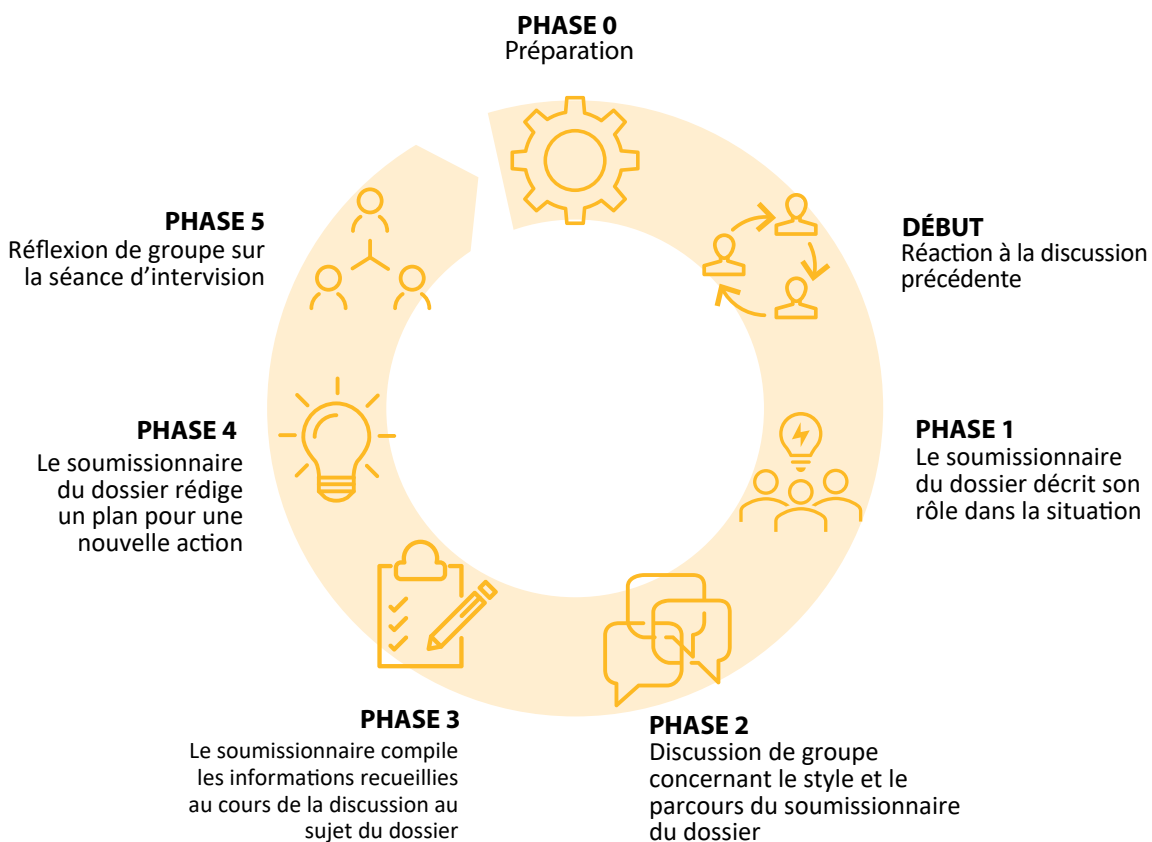 PHASE 0
Préparation
DÉBUT
Réaction à la discussion
précédente
PHASE 1
Le soumissionnaire
du dossier décrit son
rôle dans la situation
PHASE 2
Discussion de groupe
concernant le style et le
parcours du soumissionnaire
du dossier
PHASE 3
Le soumissionnaire compile
les informations recueillies
au cours de la discussion au
sujet du dossier
PHASE 4
Le soumissionnaire
du dossier rédige
un plan pour une
nouvelle action
PHASE 5
Réflexion de groupe sur
la séance d’intervision